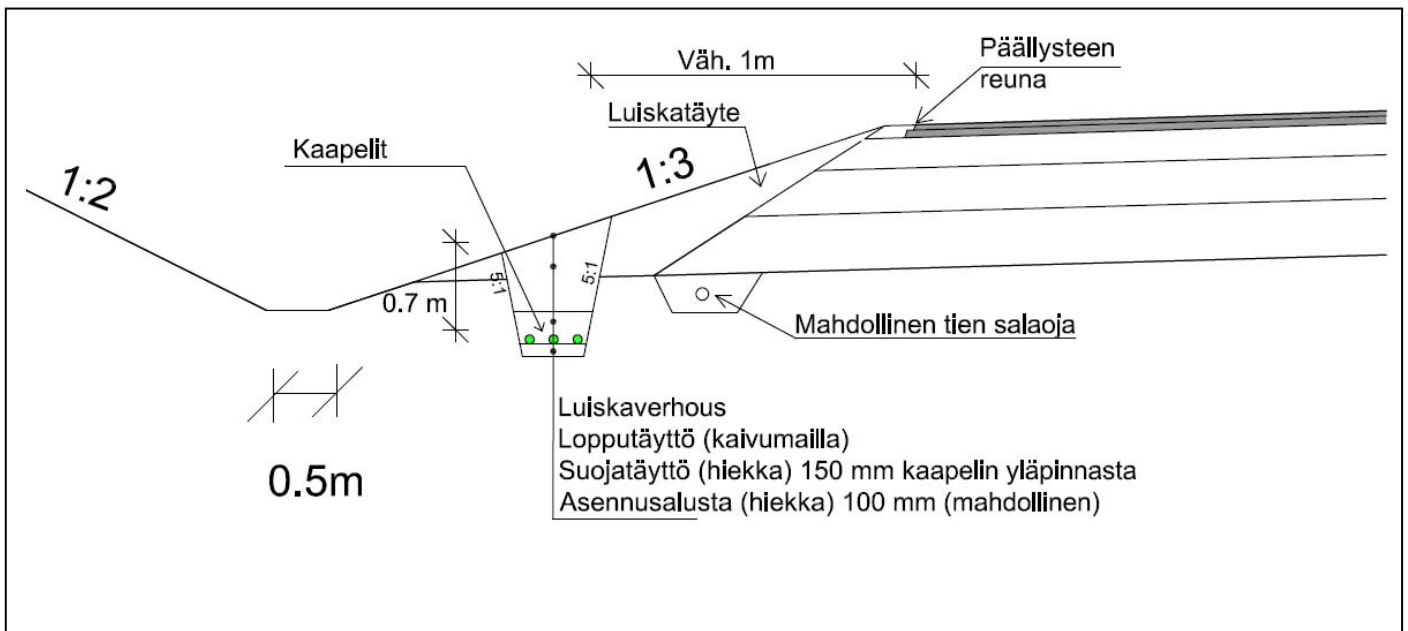 Päällysteen
reuna
Väh. 1m
Luiskatäyte
Kaapelit
1:3
1:2
5:1
5:1
0.7 m
Mahdollinen tien salaoja
Luiskaverhous
Lopputäyttö (kaivumailla)
Suojatäyttö (hiekka) 150 mm kaapelin yläpinnasta
Asennusalusta (hiekka) 100 mm (mahdollinen)
0.5m